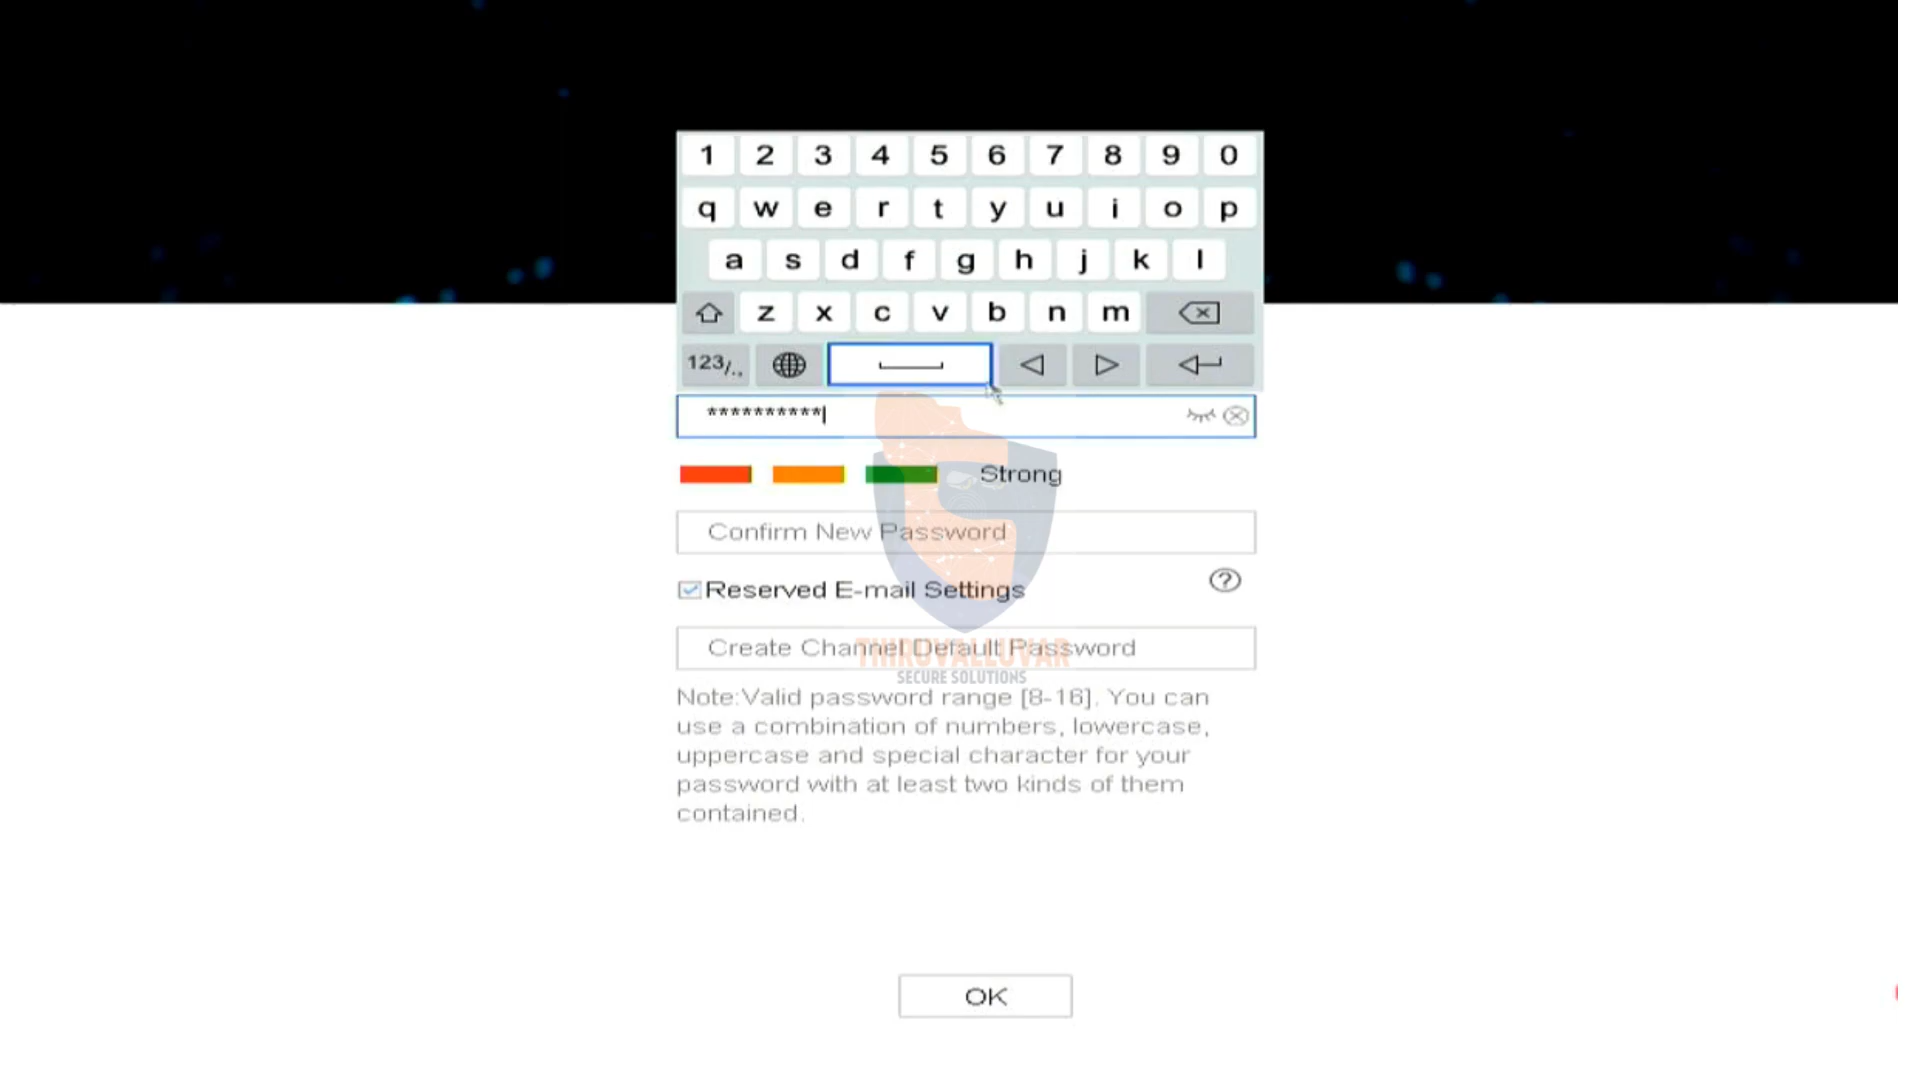 1 2 3 4 5 6 7 8 9 0
q w e r t y u i o p
a s d f g h j k l
z x c v b n m
123/.,
**********
Strong
Confirm New Password
Reserved E-mail Settings
Create Channel Default Password
THIRUVALLUVAR
SECURE SOLUTIONS
Note:Valid password range [8-16]. You can
use a combination of numbers, lowercase,
uppercase and special character for your
password with at least two kinds of them
contained.
OK